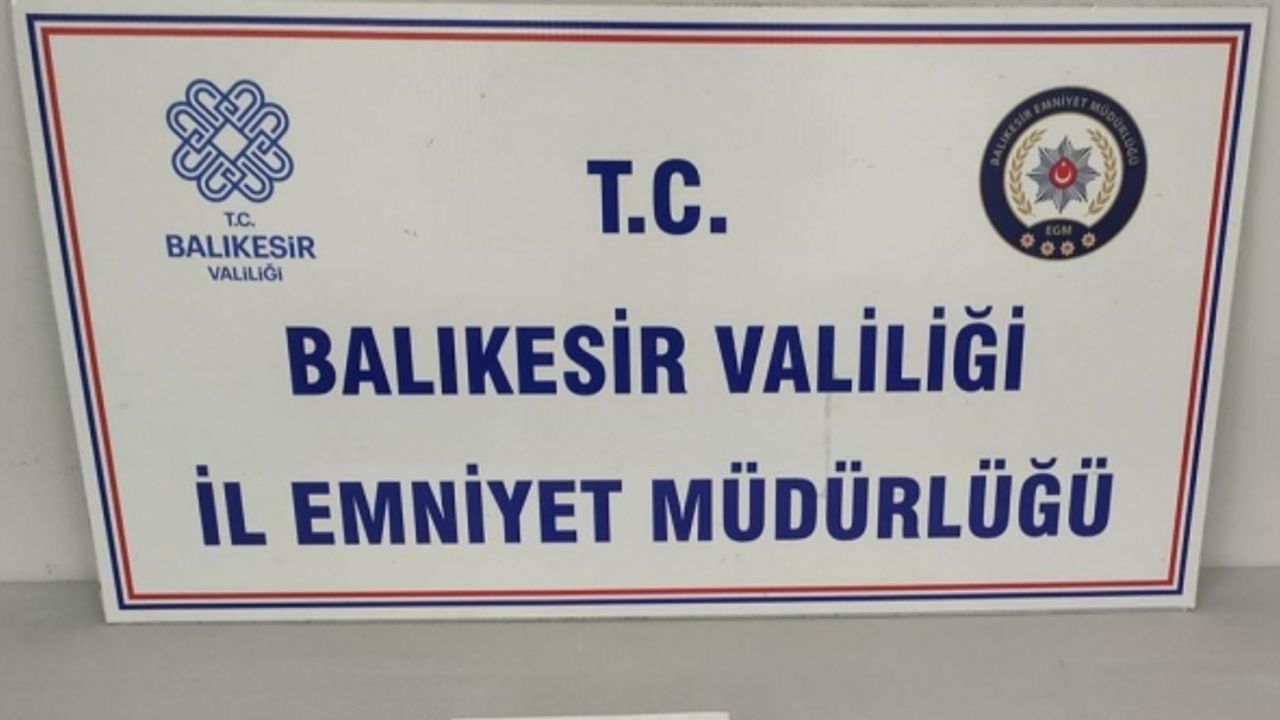 T.C.
BALIKESİR
VALİLİĞİ
BALIKESİR EMNİYET MÜDÜRLÜĞÜ
EGM
T.C.
BALIKESİR VALİLİĞİ
İL EMNİYET MÜDÜRLÜĞÜ